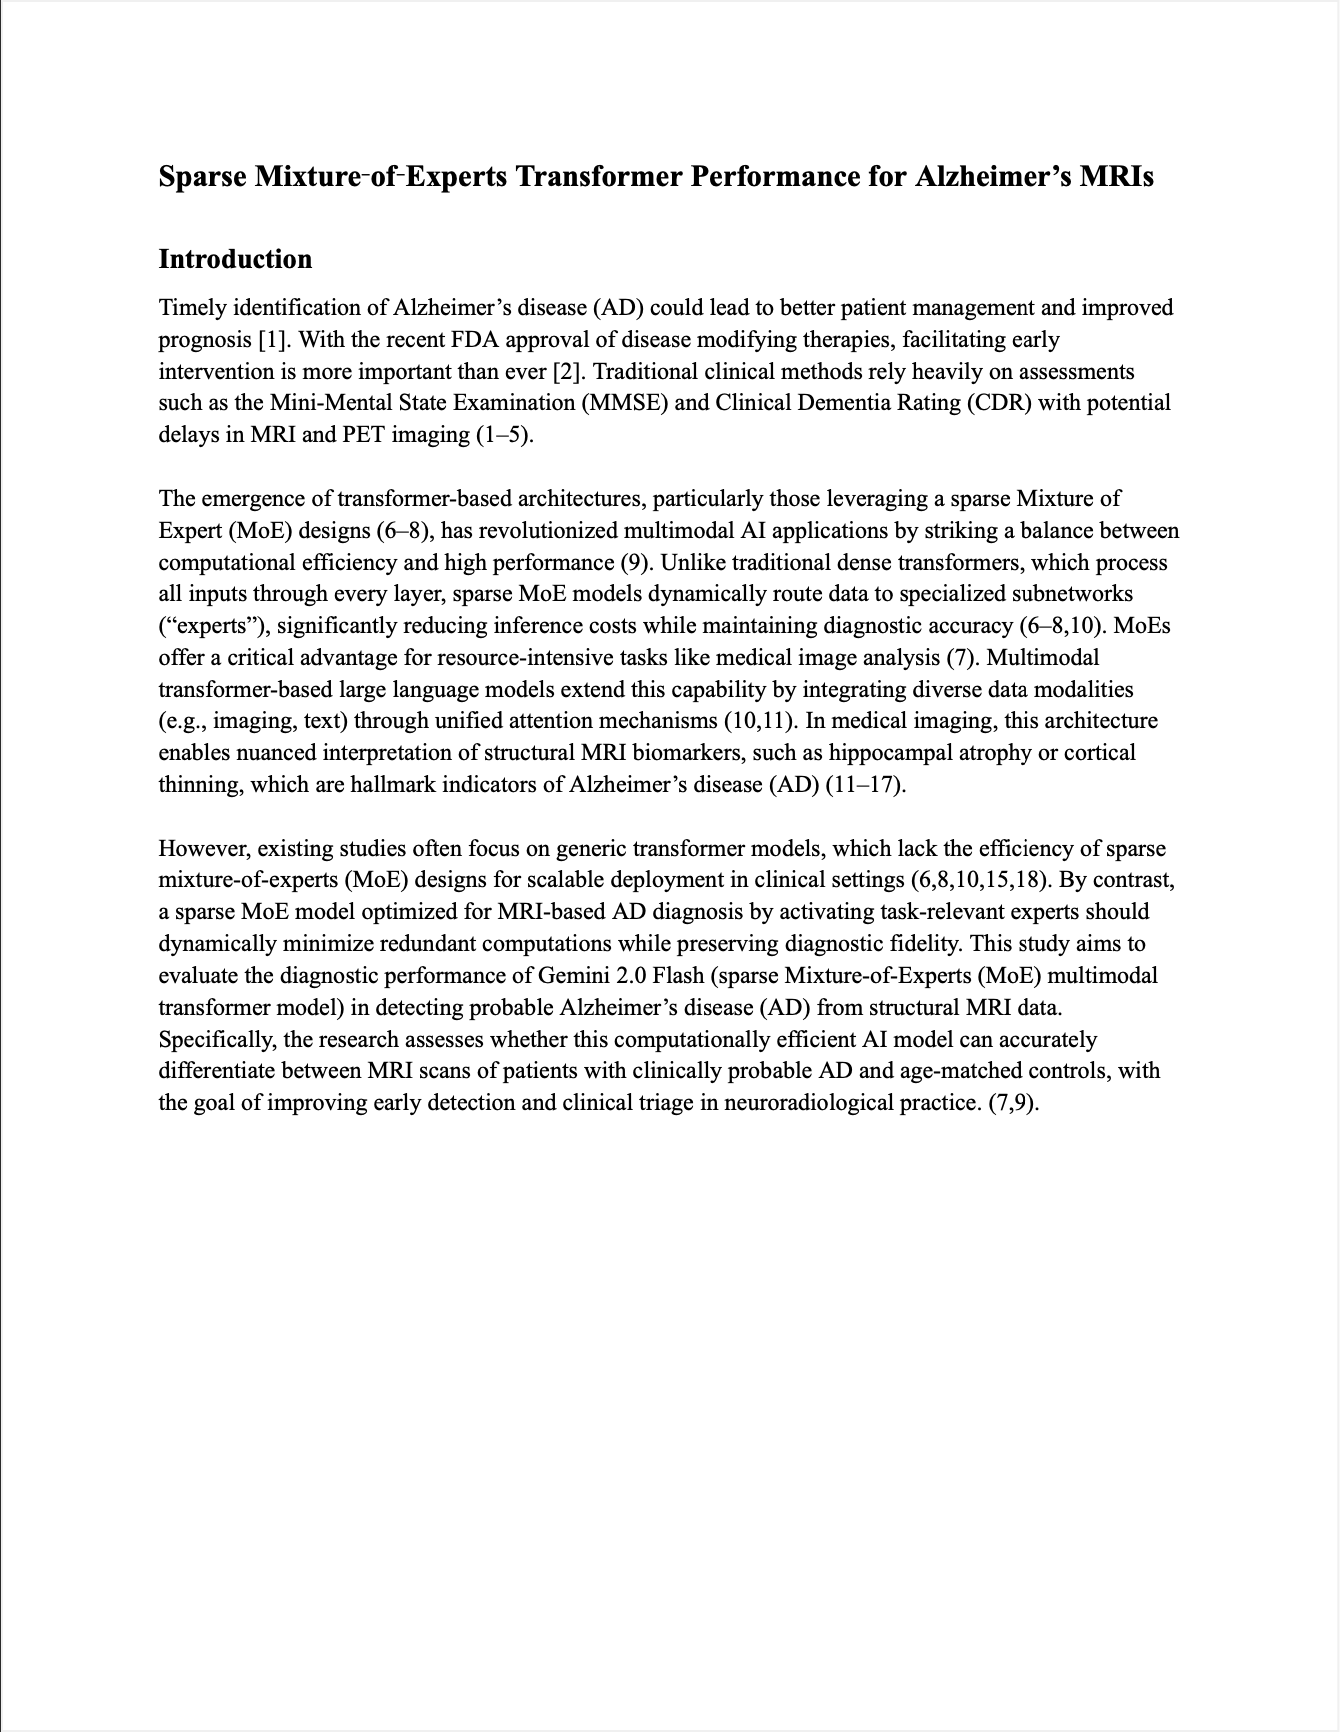 Sparse Mixture-of-Experts Transformer Performance for Alzheimer’s MRIs
Introduction
Timely identification of Alzheimer’s disease (AD) could lead to better patient management and improved
prognosis [1]. With the recent FDA approval of disease modifying therapies, facilitating early
intervention is more important than ever [2]. Traditional clinical methods rely heavily on assessments
such as the Mini-Mental State Examination (MMSE) and Clinical Dementia Rating (CDR) with potential
delays in MRI and PET imaging (1–5).
The emergence of transformer-based architectures, particularly those leveraging a sparse Mixture of
Expert (MoE) designs (6–8), has revolutionized multimodal AI applications by striking a balance between
computational efficiency and high performance (9). Unlike traditional dense transformers, which process
all inputs through every layer, sparse MoE models dynamically route data to specialized subnetworks
(“experts”), significantly reducing inference costs while maintaining diagnostic accuracy (6–8,10). MoEs
offer a critical advantage for resource-intensive tasks like medical image analysis (7). Multimodal
transformer-based large language models extend this capability by integrating diverse data modalities
(e.g., imaging, text) through unified attention mechanisms (10,11). In medical imaging, this architecture
enables nuanced interpretation of structural MRI biomarkers, such as hippocampal atrophy or cortical
thinning, which are hallmark indicators of Alzheimer’s disease (AD) (11–17).
However, existing studies often focus on generic transformer models, which lack the efficiency of sparse
mixture-of-experts (MoE) designs for scalable deployment in clinical settings (6,8,10,15,18). By contrast,
a sparse MoE model optimized for MRI-based AD diagnosis by activating task-relevant experts should
dynamically minimize redundant computations while preserving diagnostic fidelity. This study aims to
evaluate the diagnostic performance of Gemini 2.0 Flash (sparse Mixture-of-Experts (MoE) multimodal
transformer model) in detecting probable Alzheimer’s disease (AD) from structural MRI data.
Specifically, the research assesses whether this computationally efficient AI model can accurately
differentiate between MRI scans of patients with clinically probable AD and age-matched controls, with
the goal of improving early detection and clinical triage in neuroradiological practice. (7,9).